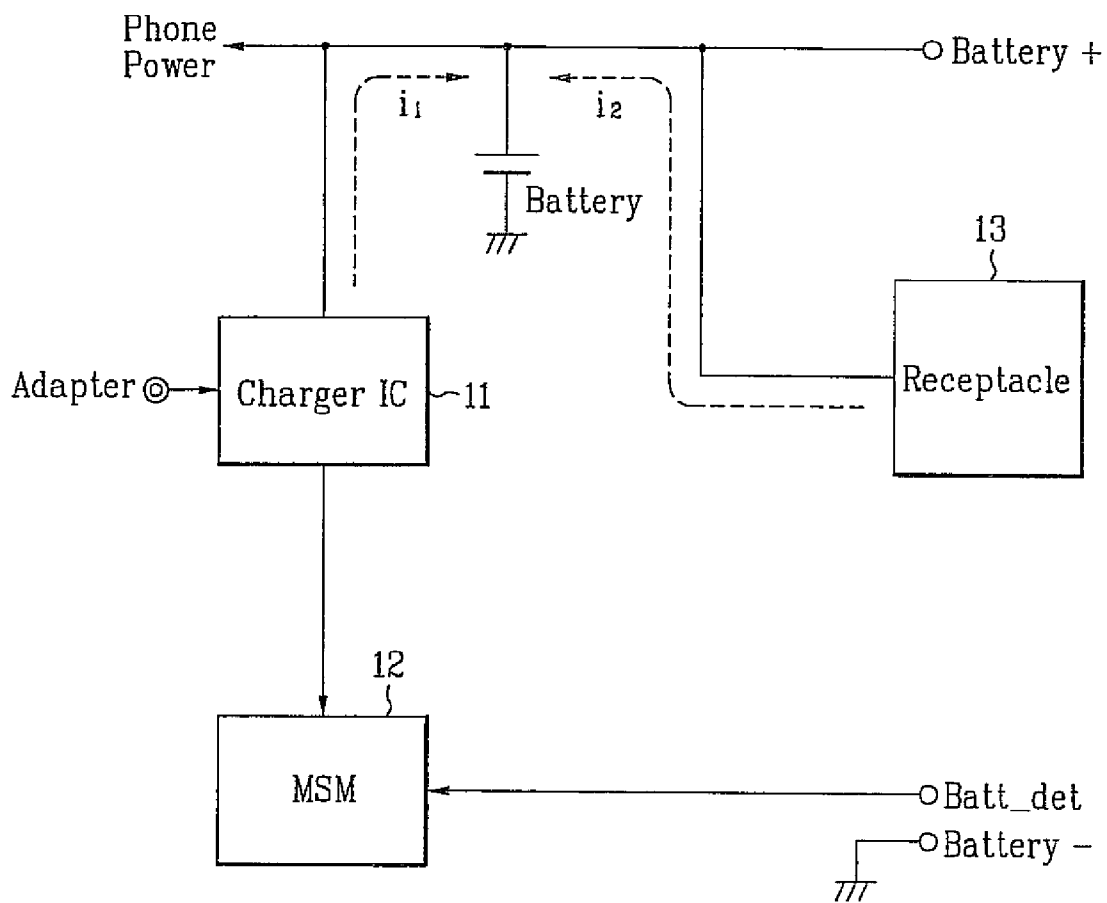 Phone
Power
Battery +
i1
i2
Battery
13
Adapter
Charger IC
11
Receptacle
12
MSM
Batt_det
Battery -